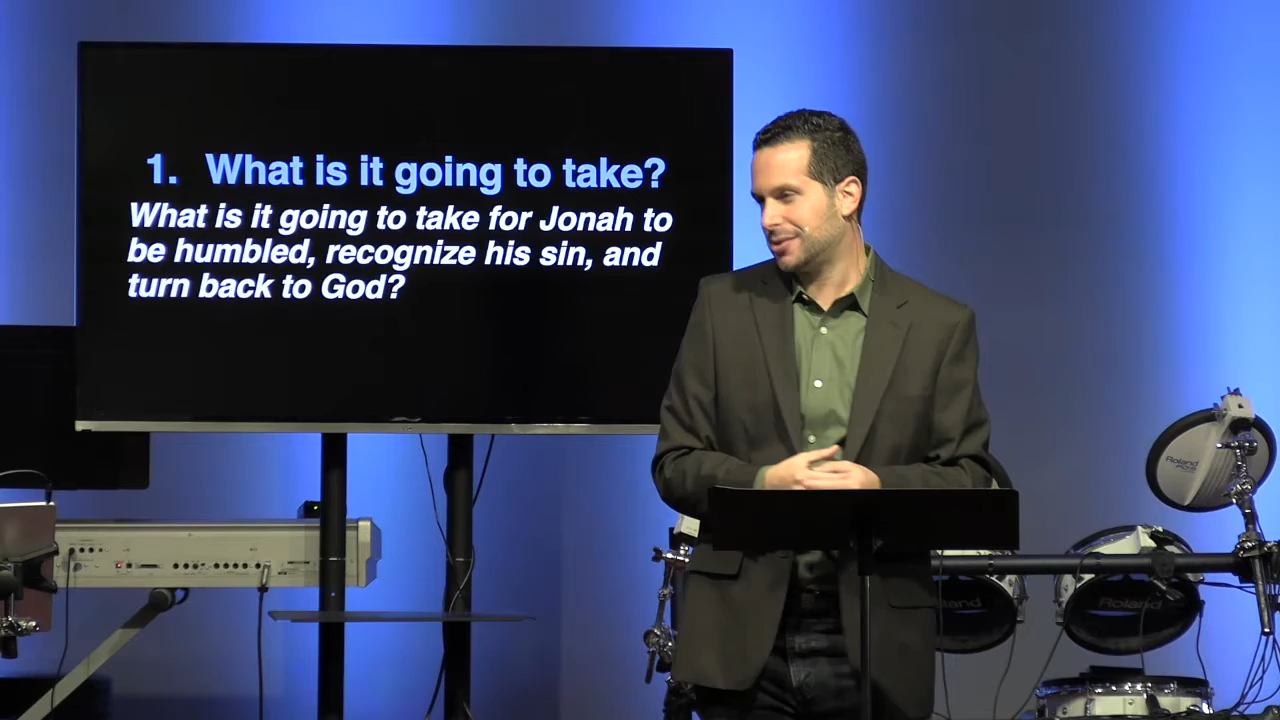 1. What is it going to take?
What is it going to take for Jonah to
be humbled, recognize his sin, and
turn back to God?
Roland
Roland